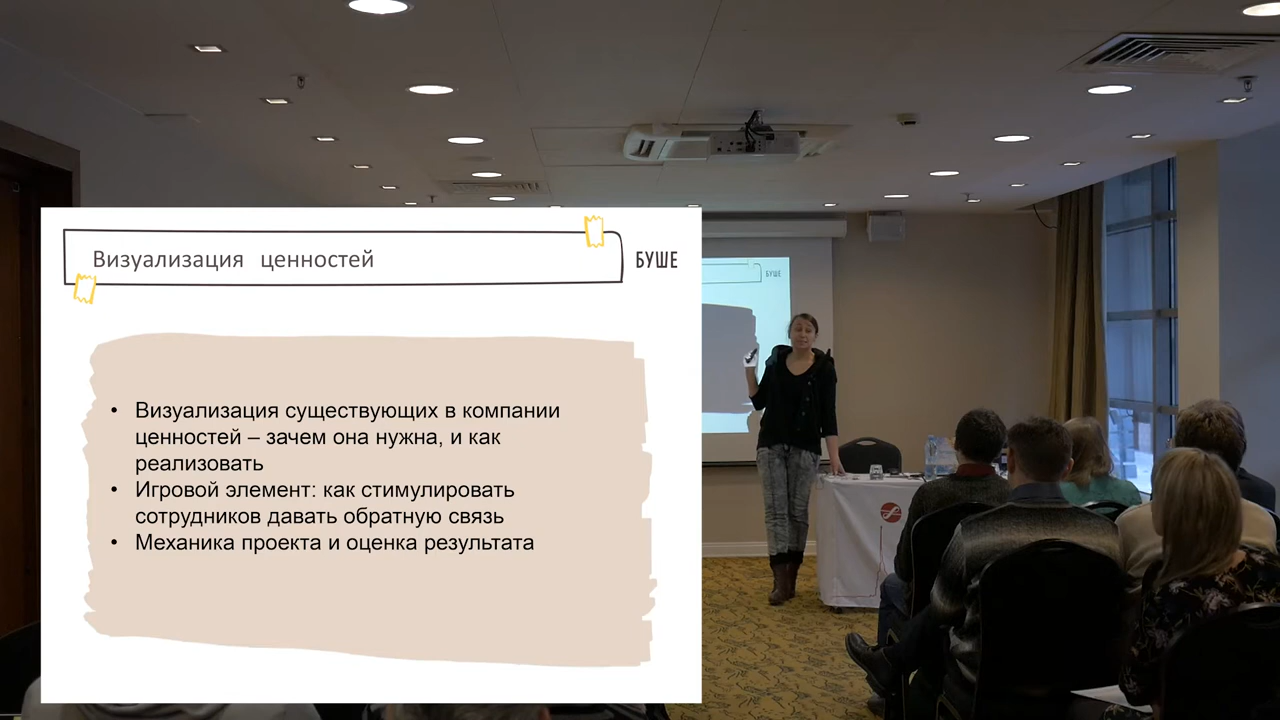 Визуализация ценностей
БУШЕ
• Визуализация существующих в компании
ценностей – зачем она нужна, и как
реализовать
• Игровой элемент: как стимулировать
сотрудников давать обратную связь
• Механика проекта и оценка результата
БУШЕ